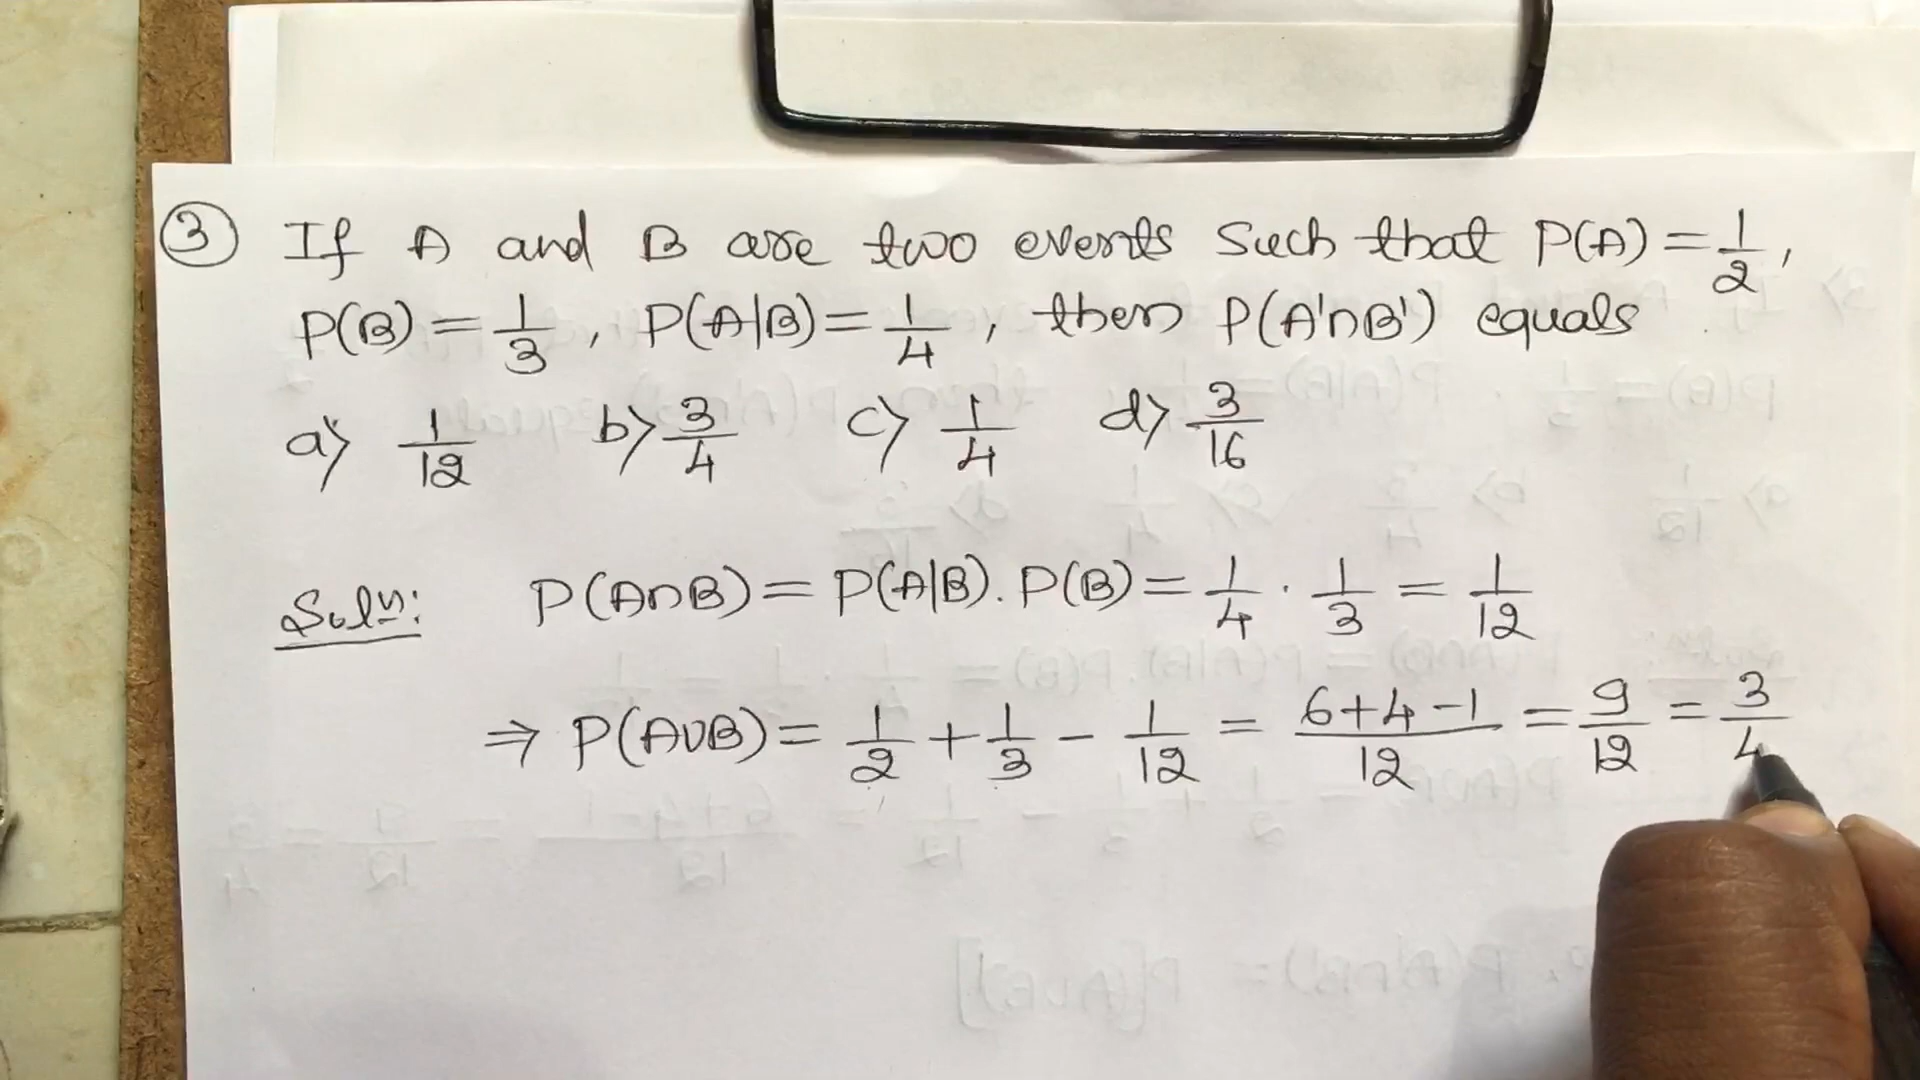 ③ If A and B are two events such that P(A) = 1/2,
P(B) = 1/3, P(A|B) = 1/4, then P(A'∩B') equals
a) 1/12 b) 3/4 c) 1/4 d) 3/16
Soln: P(A∩B) = P(A|B). P(B) = 1/4 · 1/3 = 1/12
⇒ P(A∪B) = 1/2 + 1/3 - 1/12 = 6+4-1/12 = 9/12 = 3/4